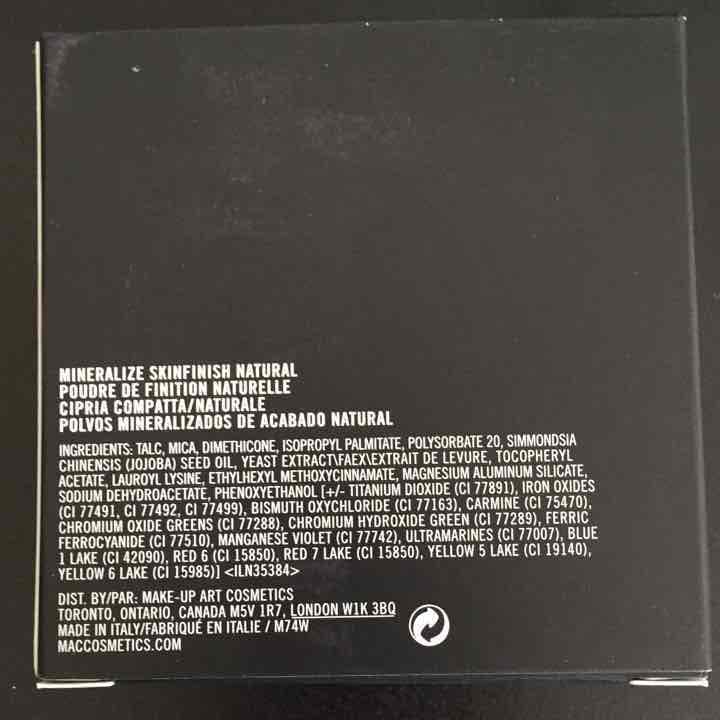 MINERALIZE SKINFINISH NATURAL
POUDRE DE FINITION NATURELLE
CIPRIA COMPATTA/NATURALE
POLVOS MINERALIZADOS DE ACABADO NATURAL
INGREDIENTS: TALC, MICA, DIMETHICONE, ISOPROPYL PALMITATE, POLYSORBATE 20, SIMMONDSIA
CHINENSIS (JOJOBA) SEED OIL, YEAST EXTRACT\FAEX\EXTRAIT DE LEVURE, TOCOPHERYL
ACETATE, LAUROYL LYSINE, ETHYLHEXYL METHOXYCINNAMATE, MAGNESIUM ALUMINUM SILICATE,
SODIUM DEHYDROACETATE, PHENOXYETHANOL [+/- TITANIUM DIOXIDE (CI 77891), IRON OXIDES
(CI 77491, CI 77492, CI 77499), BISMUTH OXYCHLORIDE (CI 77163), CARMINE (CI 75470),
CHROMIUM OXIDE GREENS (CI 77288), CHROMIUM HYDROXIDE GREEN (CI 77289), FERRIC
FERROCYANIDE (CI 77510), MANGANESE VIOLET (CI 77742), ULTRAMARINES (CI 77007), BLUE
1 LAKE (CI 42090), RED 6 (CI 15850), RED 7 LAKE (CI 15850), YELLOW 5 LAKE (CI 19140),
YELLOW 6 LAKE (CI 15985)] <ILN35384>
DIST. BY/PAR: MAKE-UP ART COSMETICS
TORONTO, ONTARIO, CANADA M5V 1R7, LONDON W1K 3BQ
MADE IN ITALY/FABRIQUÉ EN ITALIE / M74W
MACCOSMETICS.COM